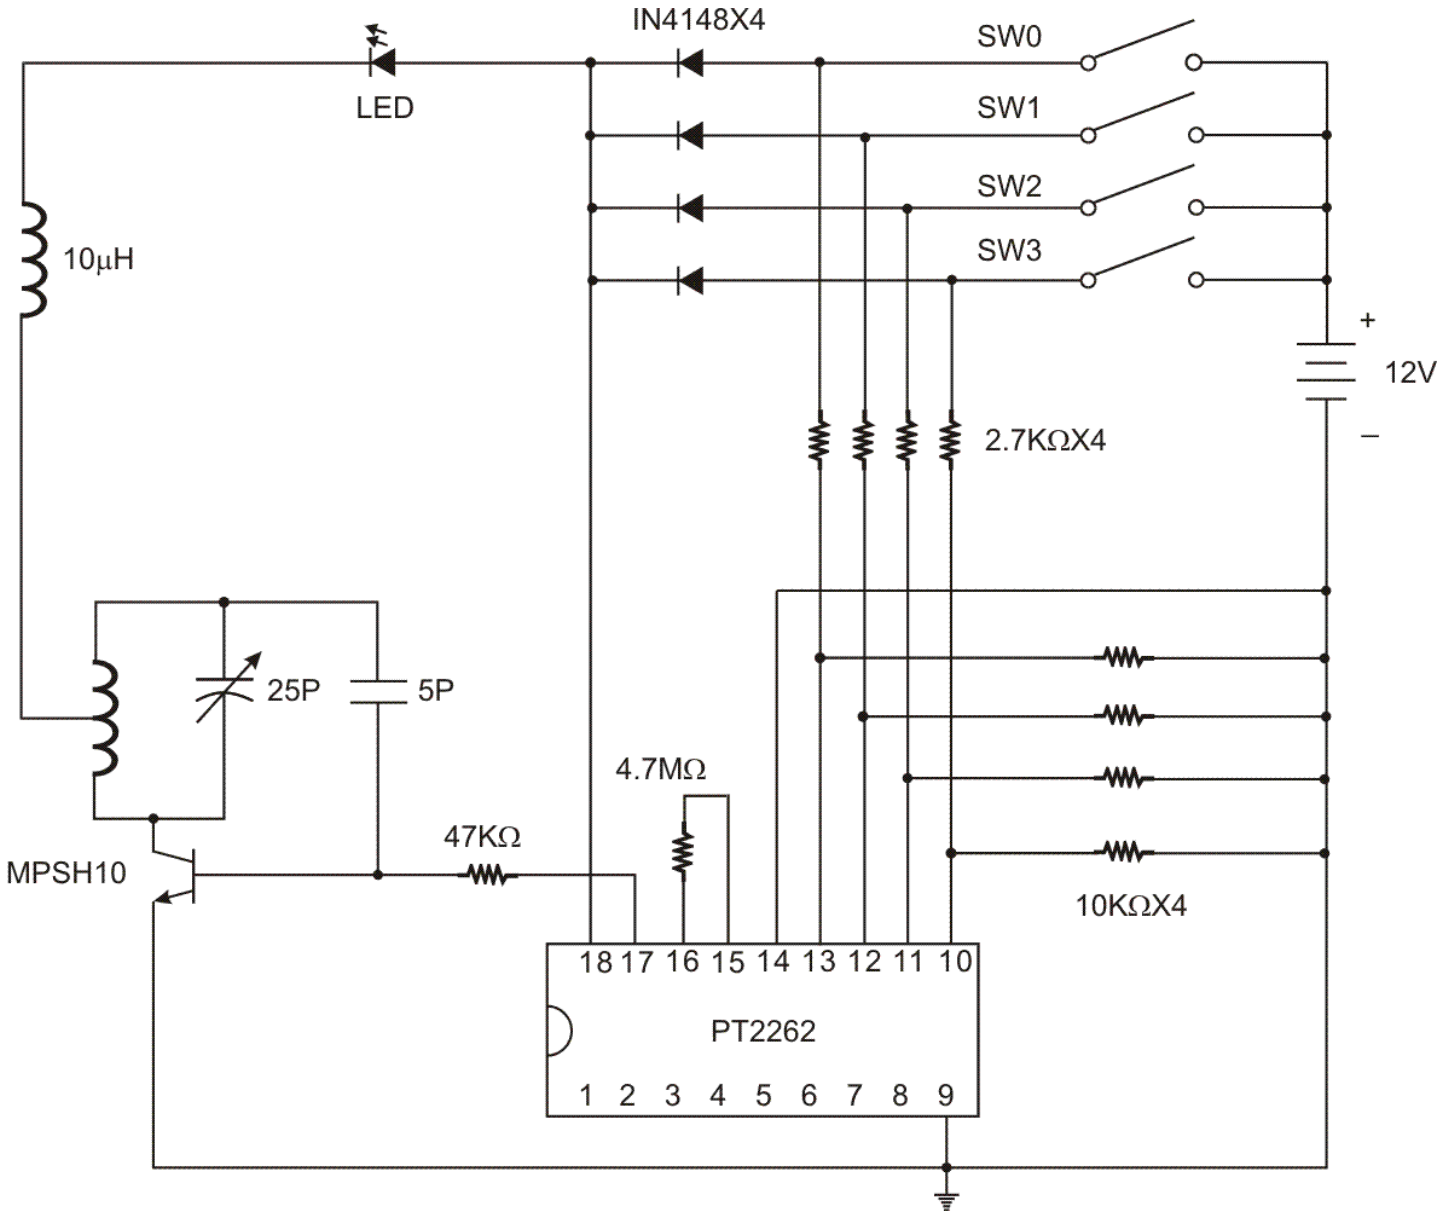 IN4148X4
SW0
LED
SW1
SW2
SW3
10μH
+
12V
–
2.7KΩX4
25P
5P
4.7MΩ
47KΩ
MPSH10
10KΩX4
18 17 16 15 14 13 12 11 10
PT2262
1 2 3 4 5 6 7 8 9